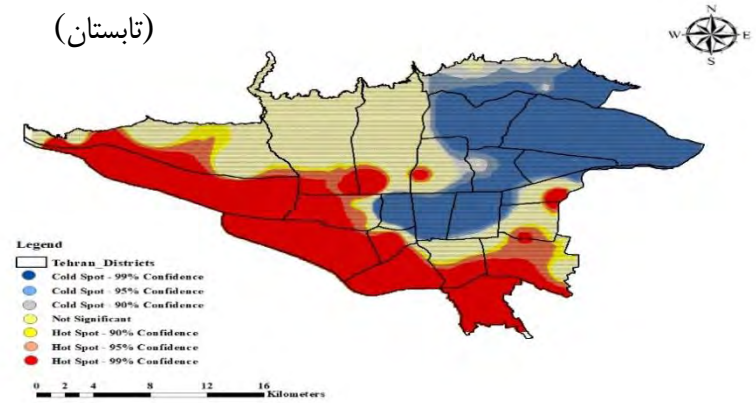 (تابستان)
N
W E
S
Legend
Tehran_Districts
Cold Spot - 99% Confidence
Cold Spot - 95% Confidence
Cold Spot - 90% Confidence
Not Significant
Hot Spot - 90% Confidence
Hot Spot - 95% Confidence
Hot Spot - 99% Confidence
0 2 4 8 12 16
Kilometers